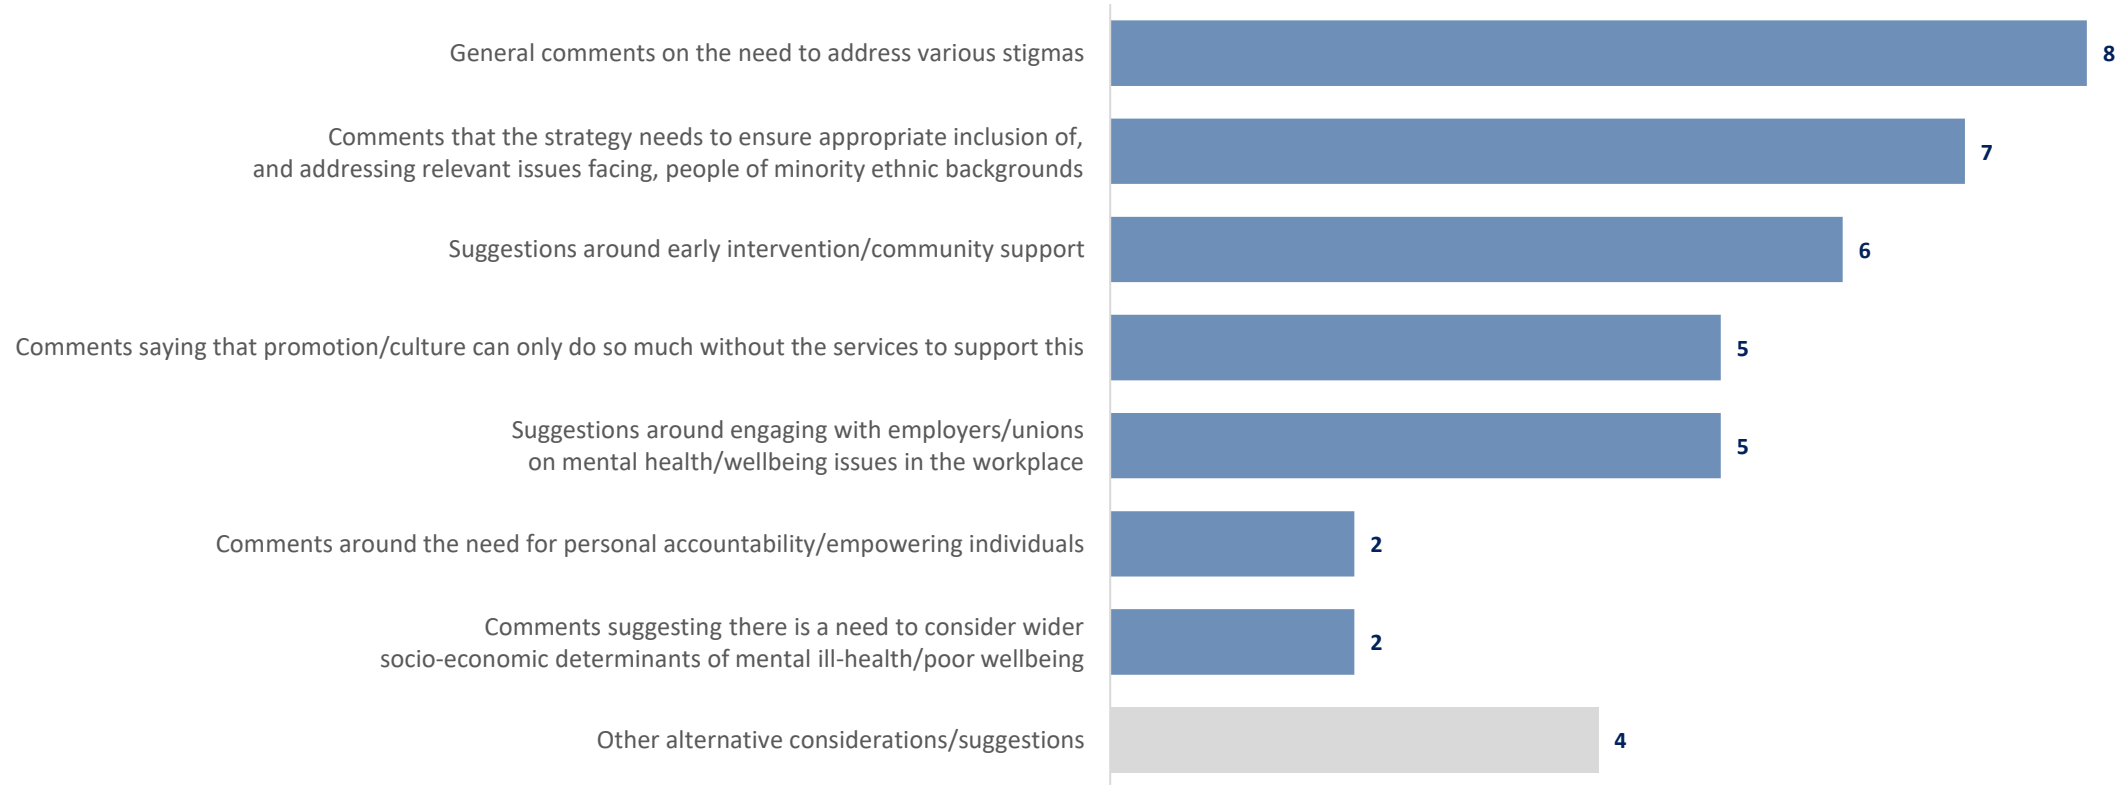 General comments on the need to address various stigmas
8
Comments that the strategy needs to ensure appropriate inclusion of,
and addressing relevant issues facing, people of minority ethnic backgrounds
7
Suggestions around early intervention/community support
6
Comments saying that promotion/culture can only do so much without the services to support this
5
Suggestions around engaging with employers/unions
on mental health/wellbeing issues in the workplace
5
Comments around the need for personal accountability/empowering individuals
2
Comments suggesting there is a need to consider wider
socio-economic determinants of mental ill-health/poor wellbeing
2
Other alternative considerations/suggestions
4